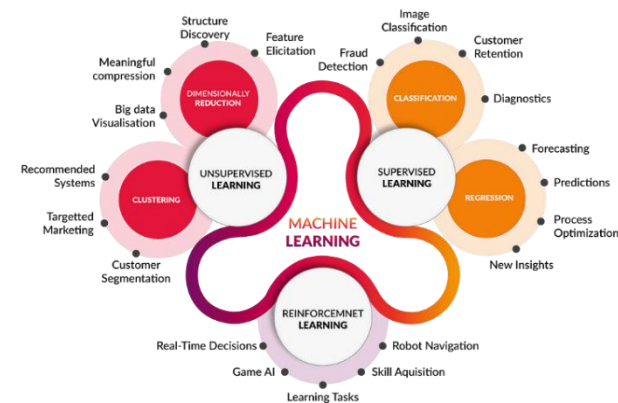 Structure
Discovery
Feature
Elicitation
Meaningful
compression
Big data
Visualisation
DIMENSIONALLY
REDUCTION
UNSUPERVISED
LEARNING
Recommended
Systems
CLUSTERING
Targetted
Marketing
Customer
Segmentation
Image
Classification
Fraud
Detection
Customer
Retention
CLASSIFICATION
Diagnostics
SUPERVISED
LEARNING
Forecasting
REGRESSION
Predictions
Process
Optimization
New Insights
MACHINE
LEARNING
REINFORCEMNET
LEARNING
Real-Time Decisions
Robot Navigation
Game AI
Skill Aquisition
Learning Tasks